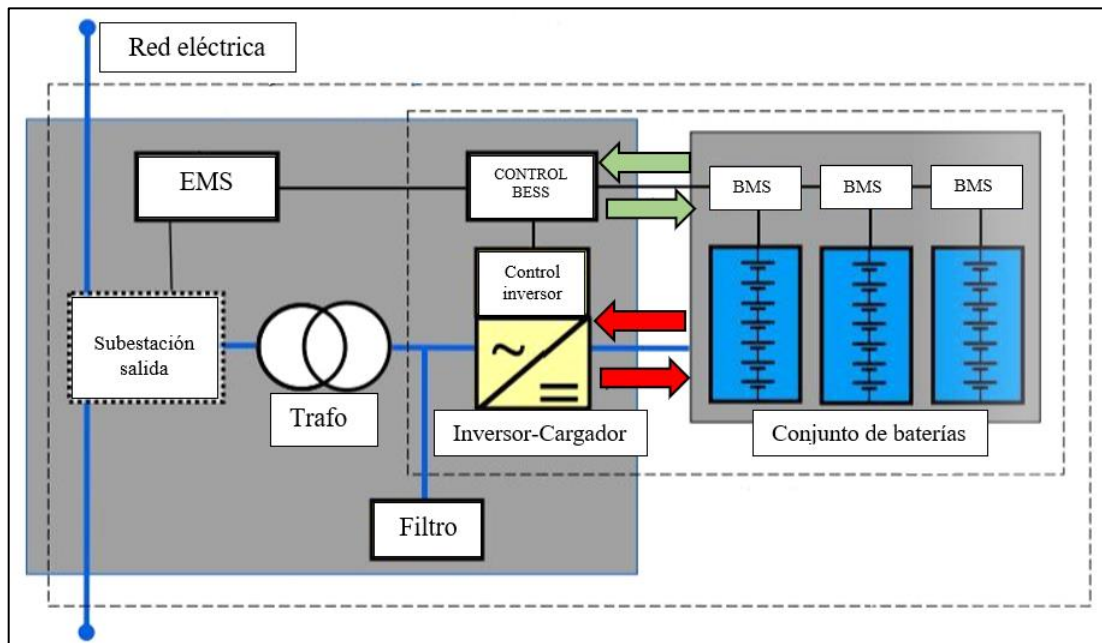 Red eléctrica
EMS
CONTROL
BESS
BMS
BMS
BMS
Control
inversor
Subestación
salida
Trafo
Inversor-Cargador
Conjunto de baterías
Filtro